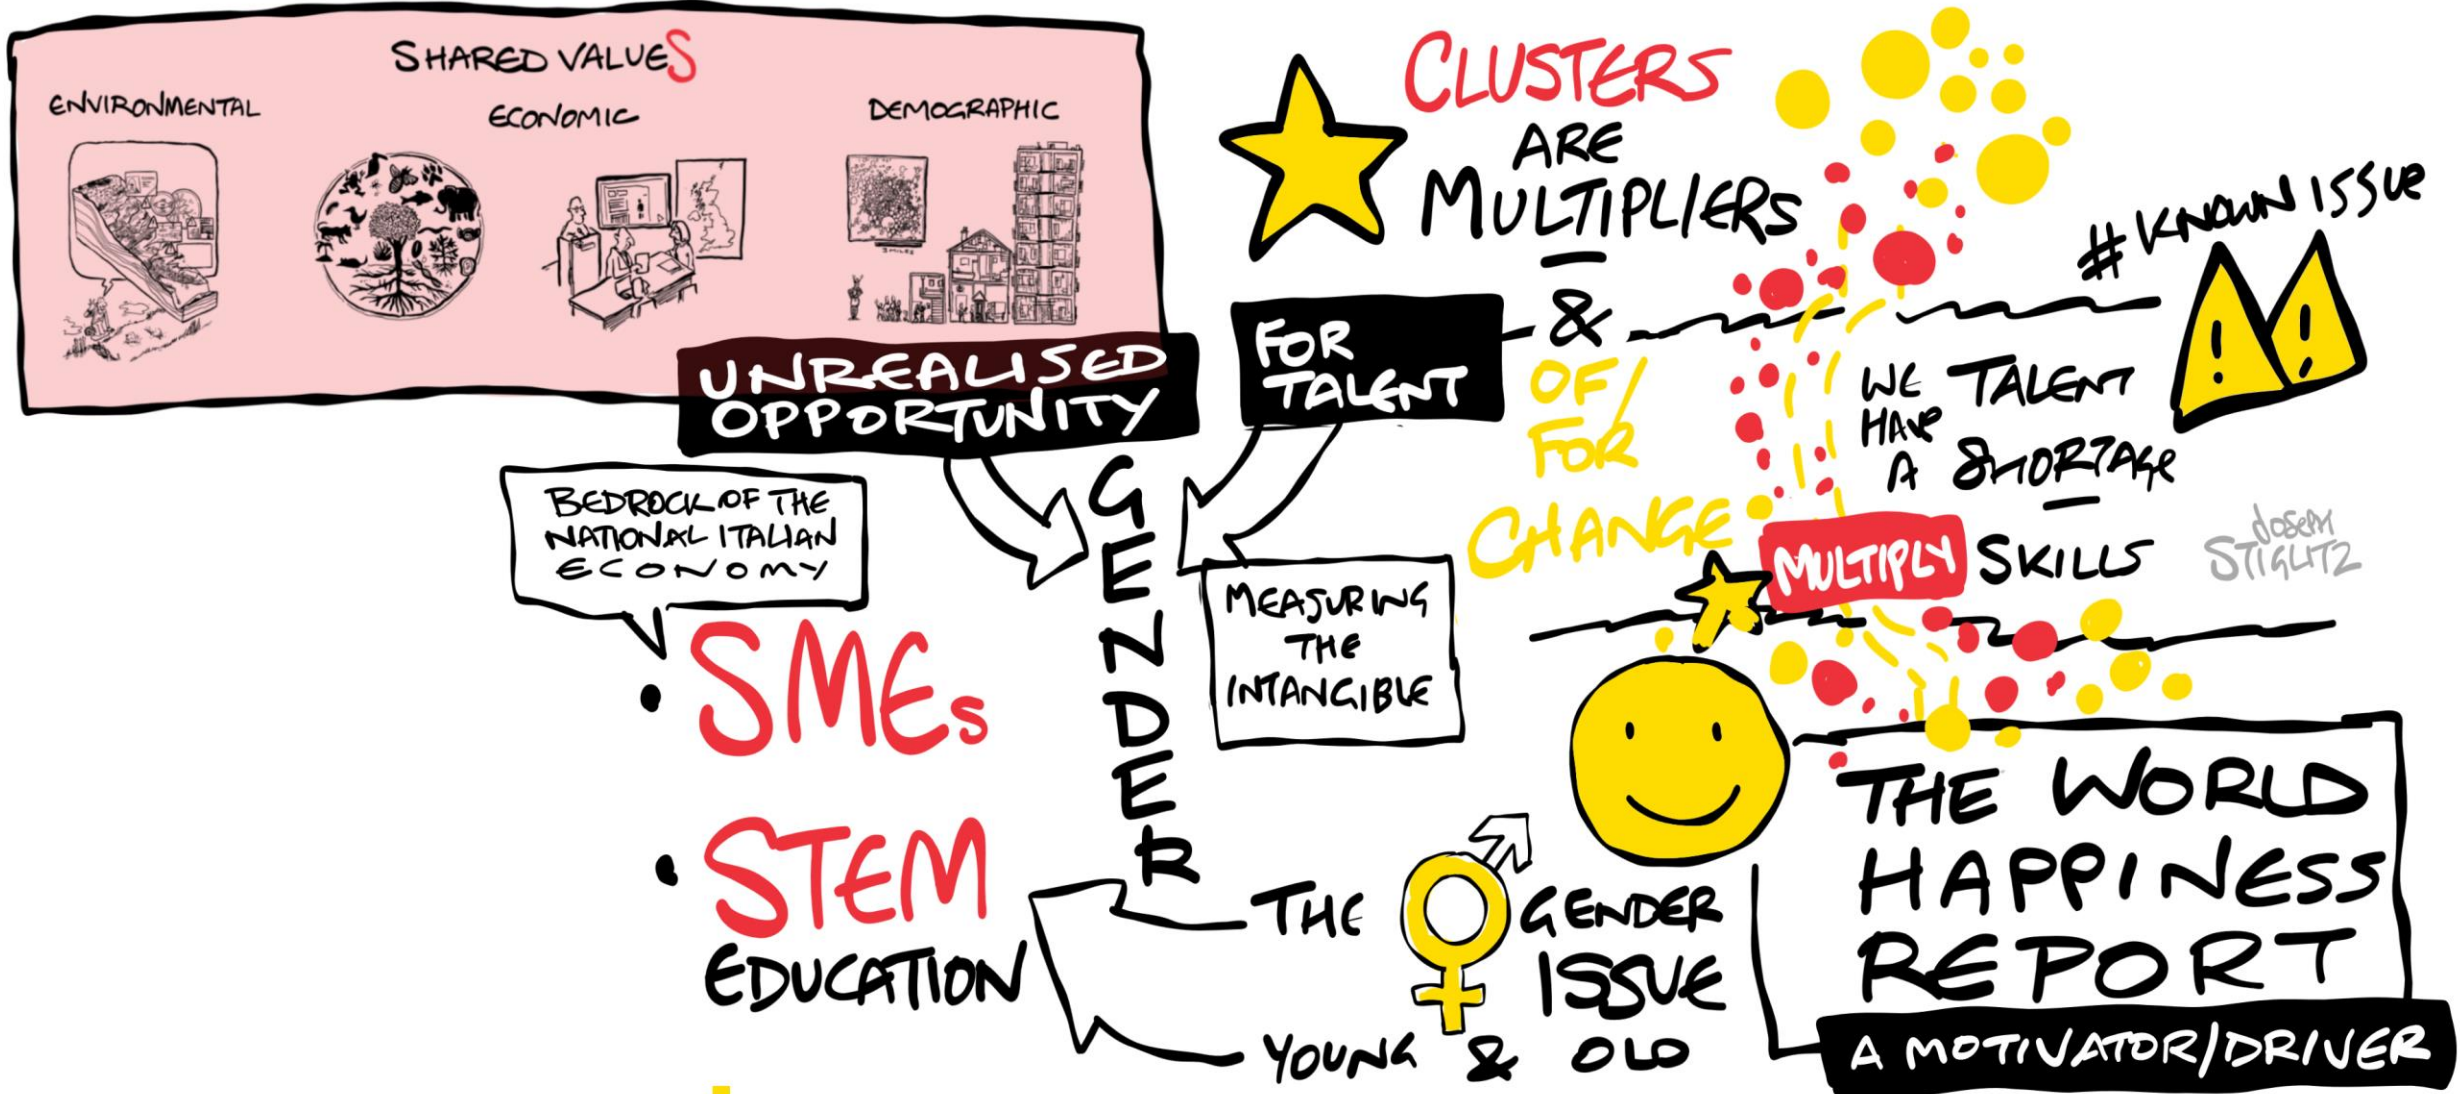 SHARED VALUES
ENVIRONMENTAL
ECONOMIC
DEMOGRAPHIC
UNREALISED
OPPORTUNITY
CLUSTERS
ARE
MULTIPLIERS
&
OF/
FOR
CHANGE
FOR
TALENT
#KNOWN ISSUE
WE
HAVE
A
TALENT
SHORTAGE
MULTIPLY SKILLS
JOSEPH
STIGLITZ
BEDROCK OF THE
NATIONAL ITALIAN
ECONOMY
• SMEs
• STEM
EDUCATION
GENDER
MEASURING
THE
INTANGIBLE
THE GENDER
ISSUE
YOUNG & OLD
THE WORLD
HAPPINESS
REPORT
A MOTIVATOR/DRIVER